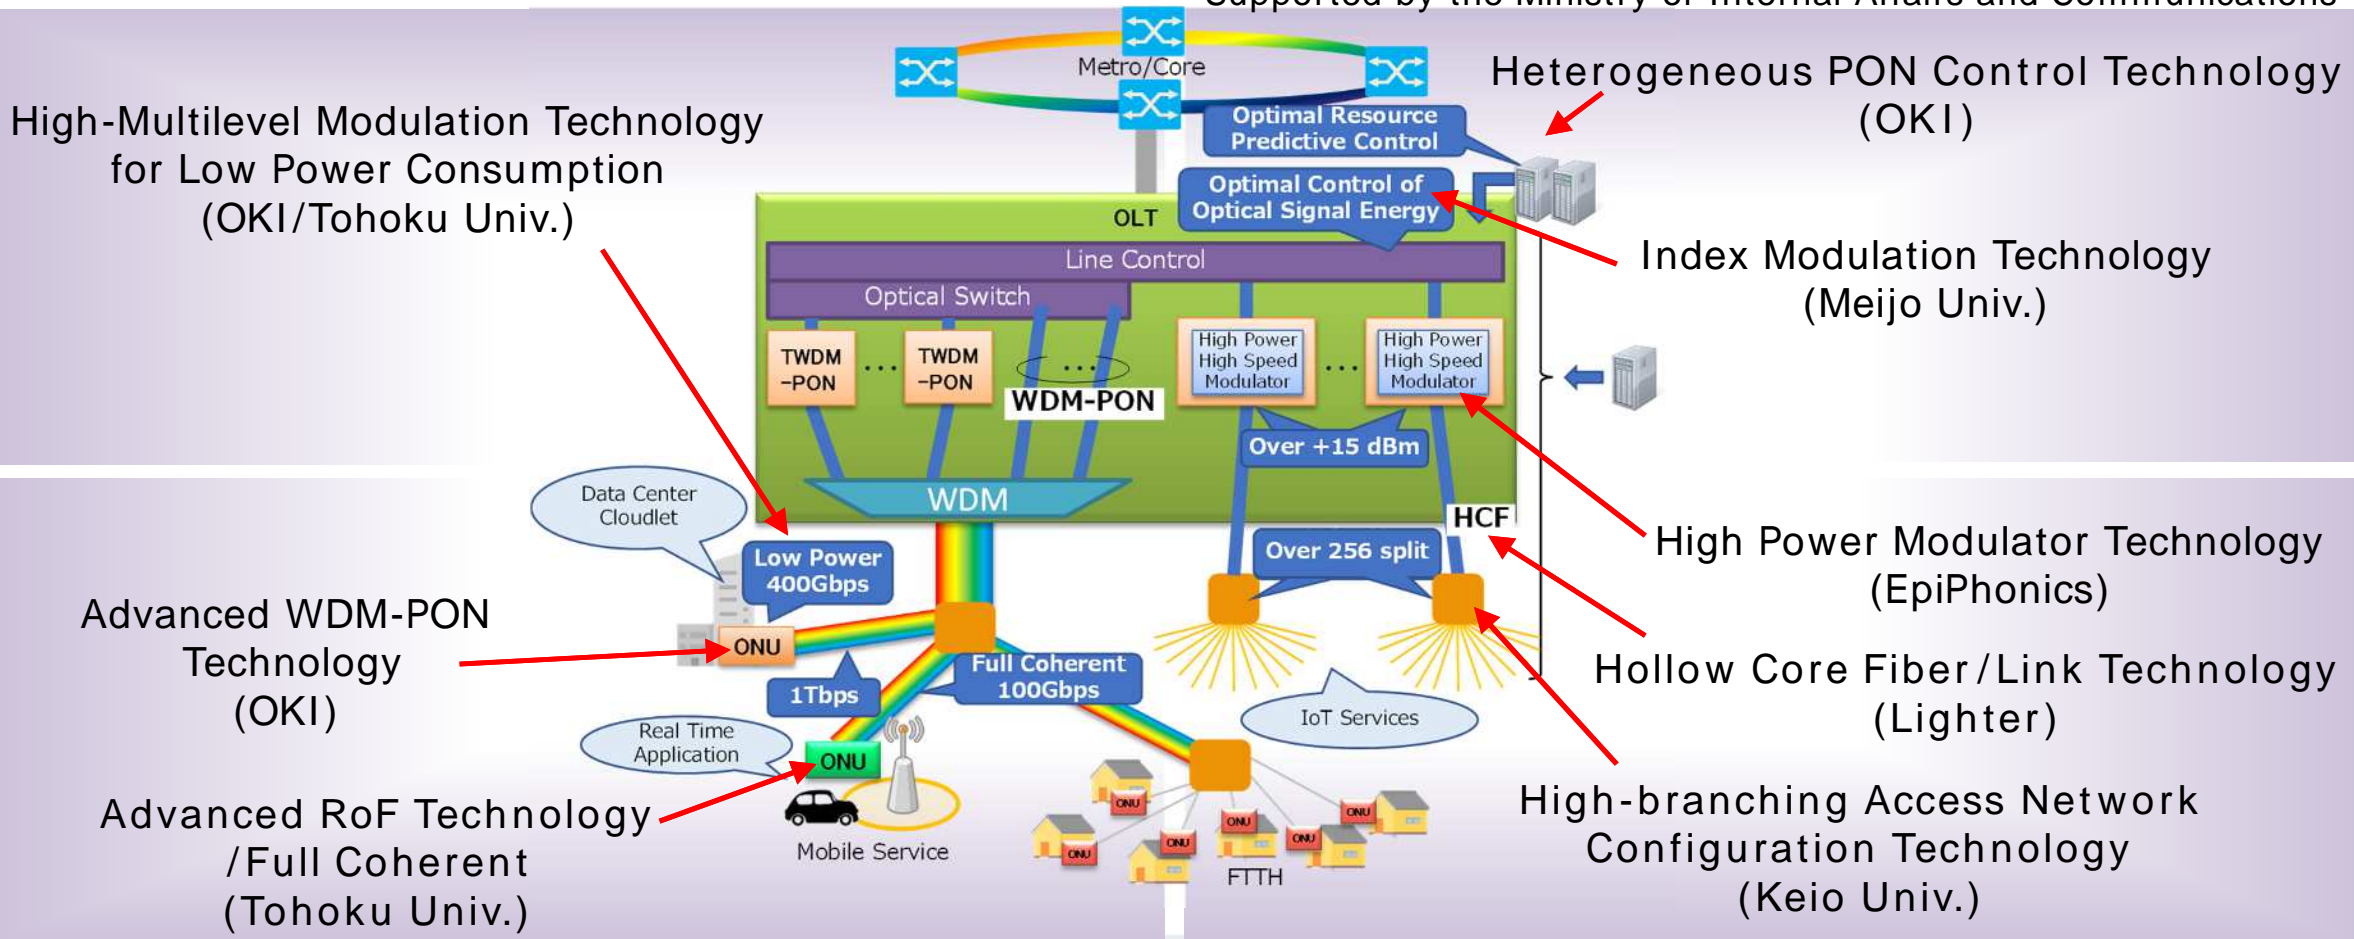 Supported by the Ministry of Internal Affairs and Communications
Metro/Core
Heterogeneous PON Control Technology
(OKI)
High-Multilevel Modulation Technology
for Low Power Consumption
(OKI/Tohoku Univ.)
Optimal Resource
Predictive Control
Optimal Control of
Optical Signal Energy
OLT
Index Modulation Technology
(Meijo Univ.)
Line Control
Optical Switch
TWDM
-PON
...
TWDM
-PON
...
WDM-PON
High Power
High Speed
Modulator
...
High Power
High Speed
Modulator
Over +15 dBm
WDM
HCF
Data Center
Cloudlet
Low Power
400Gbps
Over 256 split
High Power Modulator Technology
(EpiPhonics)
Advanced WDM-PON
Technology
(OKI)
ONU
1Tbps
Full Coherent
100Gbps
Hollow Core Fiber/Link Technology
(Lighter)
IoT Services
Real Time
Application
ONU
Advanced RoF Technology
/Full Coherent
(Tohoku Univ.)
Mobile Service
ONU
ONU
ONU
ONU
ONU
ONU
FTTH
High-branching Access Network
Configuration Technology
(Keio Univ.)